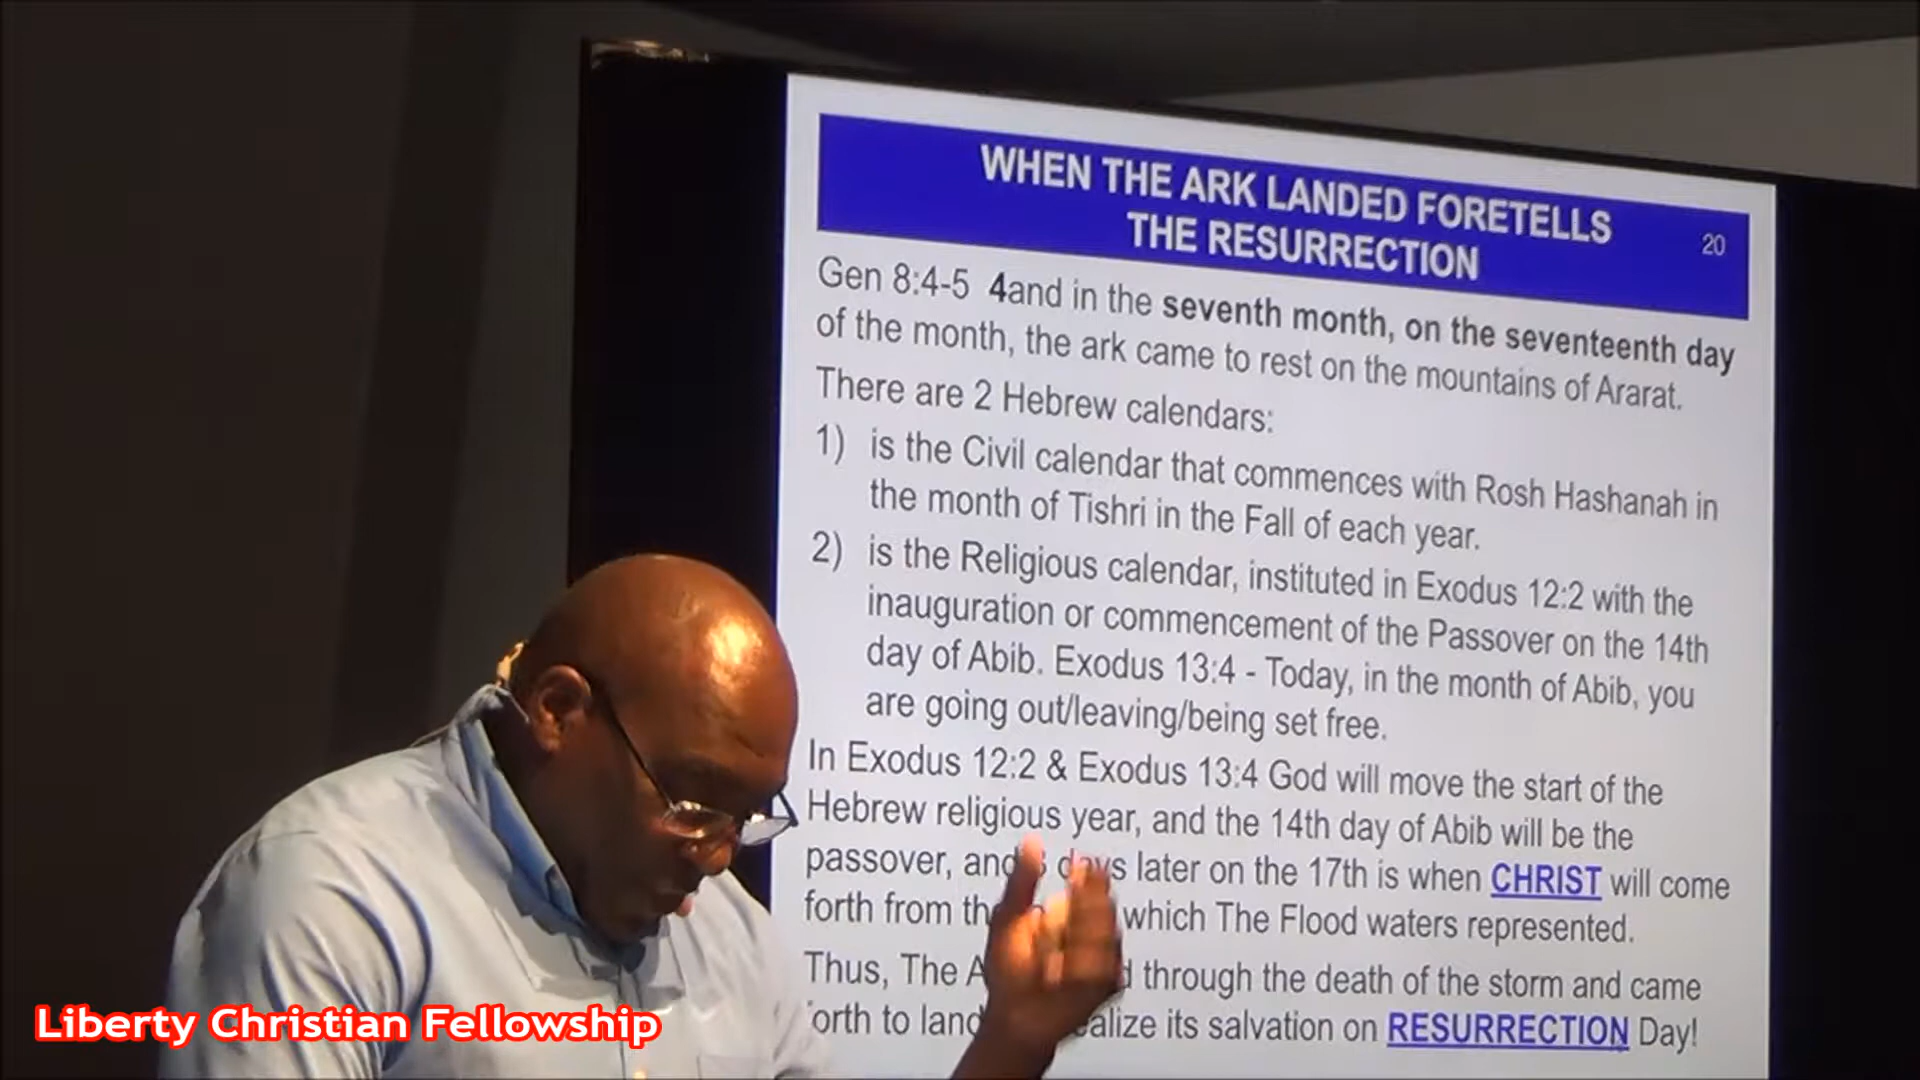 WHEN THE ARK LANDED FORETELLS
THE RESURRECTION
20
Gen 8:4-5 4and in the seventh month, on the seventeenth day
of the month, the ark came to rest on the mountains of Ararat.
There are 2 Hebrew calendars:
1) is the Civil calendar that commences with Rosh Hashanah in
the month of Tishri in the Fall of each year.
2) is the Religious calendar, instituted in Exodus 12:2 with the
inauguration or commencement of the Passover on the 14th
day of Abib. Exodus 13:4 - Today, in the month of Abib, you
are going out/leaving/being set free.
In Exodus 12:2 & Exodus 13:4 God will move the start of the
Hebrew religious year, and the 14th day of Abib will be the
passover, and 3 days later on the 17th is when CHRIST will come
forth from which The Flood waters represented.
Thus, The through the death of the storm and came
forth to land its salvation on RESURRECTION Day!
Liberty Christian Fellowship